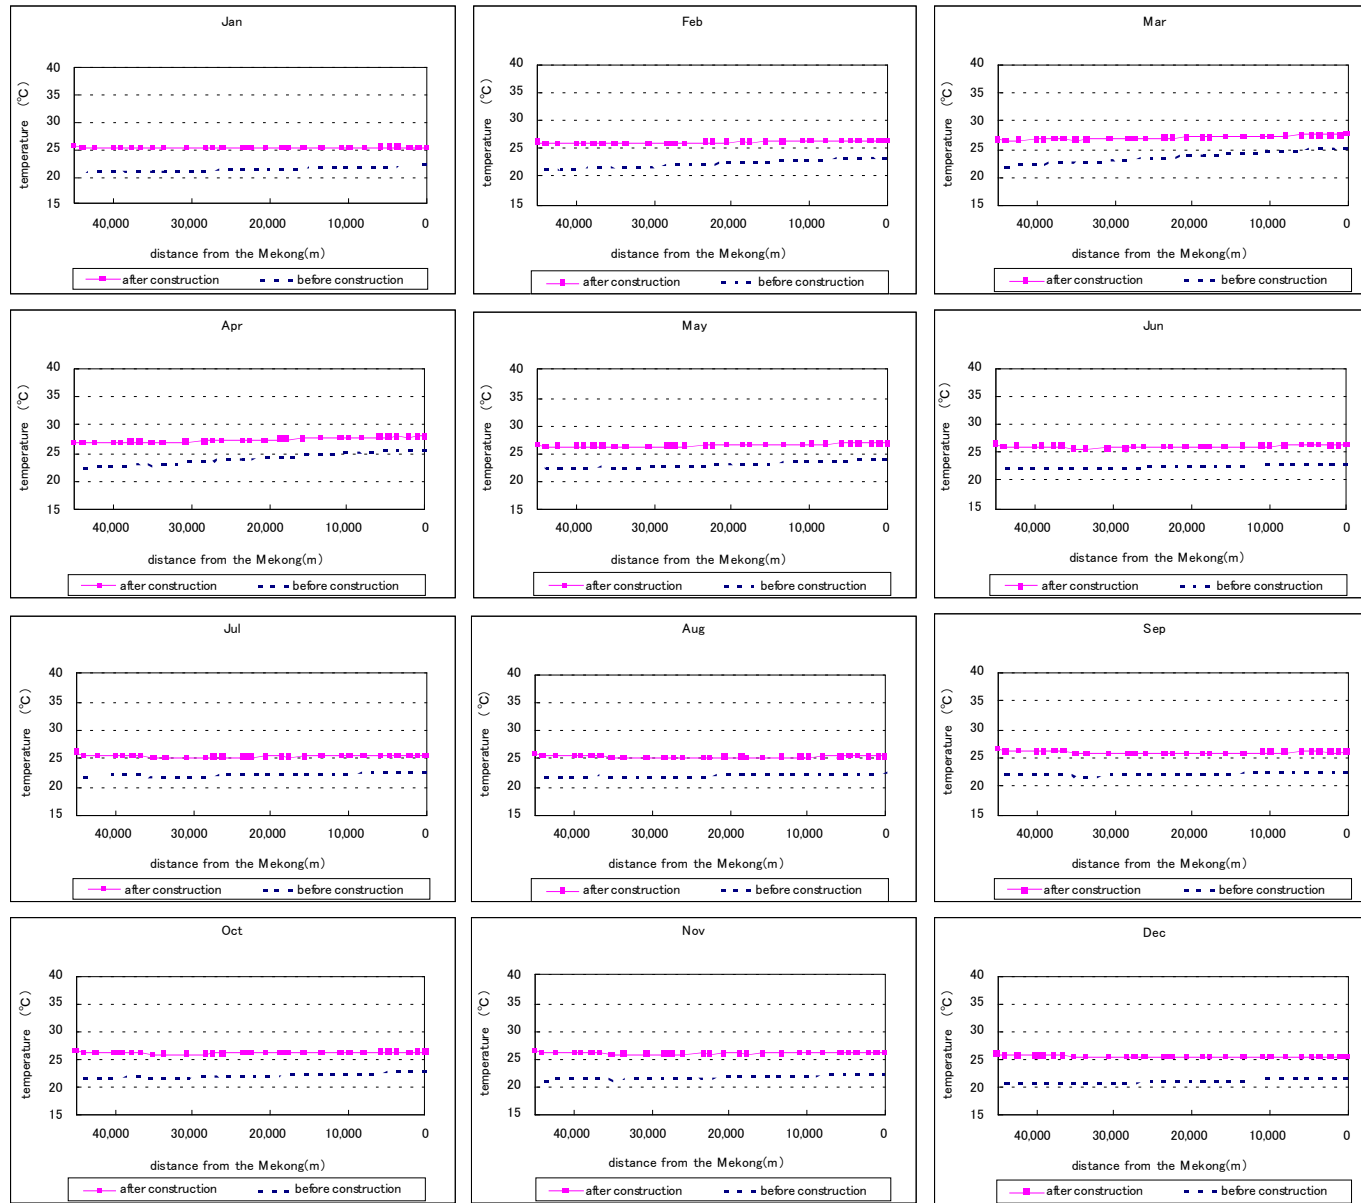 Jan
temperature (℃)
40
35
30
25
20
15
40,000 30,000 20,000 10,000 0
distance from the Mekong(m)
after construction before construction
Feb
temperature (℃)
40
35
30
25
20
15
40,000 30,000 20,000 10,000 0
distance from the Mekong(m)
after construction before construction
Mar
temperature (℃)
40
35
30
25
20
15
40,000 30,000 20,000 10,000 0
distance from the Mekong(m)
after construction before construction
Apr
temperature (℃)
40
35
30
25
20
15
40,000 30,000 20,000 10,000 0
distance from the Mekong(m)
after construction before construction
May
temperature (℃)
40
35
30
25
20
15
40,000 30,000 20,000 10,000 0
distance from the Mekong(m)
after construction before construction
Jun
temperature (℃)
40
35
30
25
20
15
40,000 30,000 20,000 10,000 0
distance from the Mekong(m)
after construction before construction
Jul
temperature (℃)
40
35
30
25
20
15
40,000 30,000 20,000 10,000 0
distance from the Mekong(m)
after construction before construction
Aug
temperature (℃)
40
35
30
25
20
15
40,000 30,000 20,000 10,000 0
distance from the Mekong(m)
after construction before construction
Sep
temperature (℃)
40
35
30
25
20
15
40,000 30,000 20,000 10,000 0
distance from the Mekong(m)
after construction before construction
Oct
temperature (℃)
40
35
30
25
20
15
40,000 30,000 20,000 10,000 0
distance from the Mekong(m)
after construction before construction
Nov
temperature (℃)
40
35
30
25
20
15
40,000 30,000 20,000 10,000 0
distance from the Mekong(m)
after construction before construction
Dec
temperature (℃)
40
35
30
25
20
15
40,000 30,000 20,000 10,000 0
distance from the Mekong(m)
after construction before construction